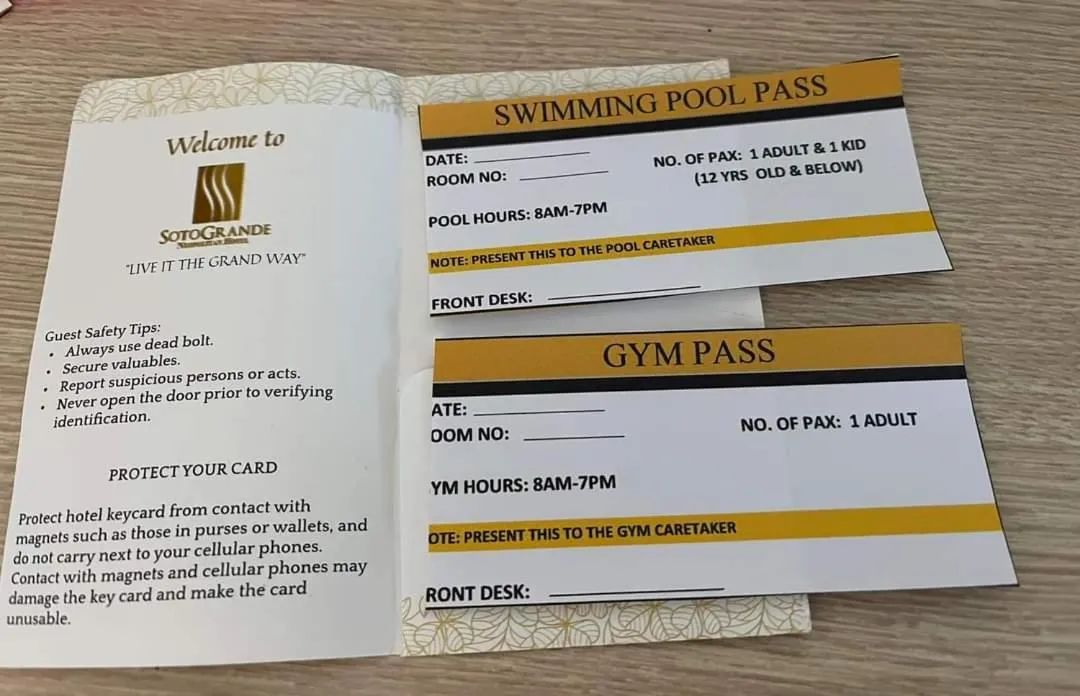 Welcome to
SOTOGRANDE
"LIVE IT THE GRAND WAY"
Guest Safety Tips:
• Always use dead bolt.
• Secure valuables.
• Report suspicious persons or acts.
• Never open the door prior to verifying
identification.
PROTECT YOUR CARD
Protect hotel keycard from contact with
magnets such as those in purses or wallets, and
do not carry next to your cellular phones.
Contact with magnets and cellular phones may
damage the key card and make the card
unusable.
SWIMMING POOL PASS
DATE:
NO. OF PAX: 1 ADULT & 1 KID
ROOM NO:
(12 YRS OLD & BELOW)
POOL HOURS: 8AM-7PM
NOTE: PRESENT THIS TO THE POOL CARETAKER
FRONT DESK:
GYM PASS
ATE:
NO. OF PAX: 1 ADULT
OOM NO:
YM HOURS: 8AM-7PM
OTE: PRESENT THIS TO THE GYM CARETAKER
RONT DESK: